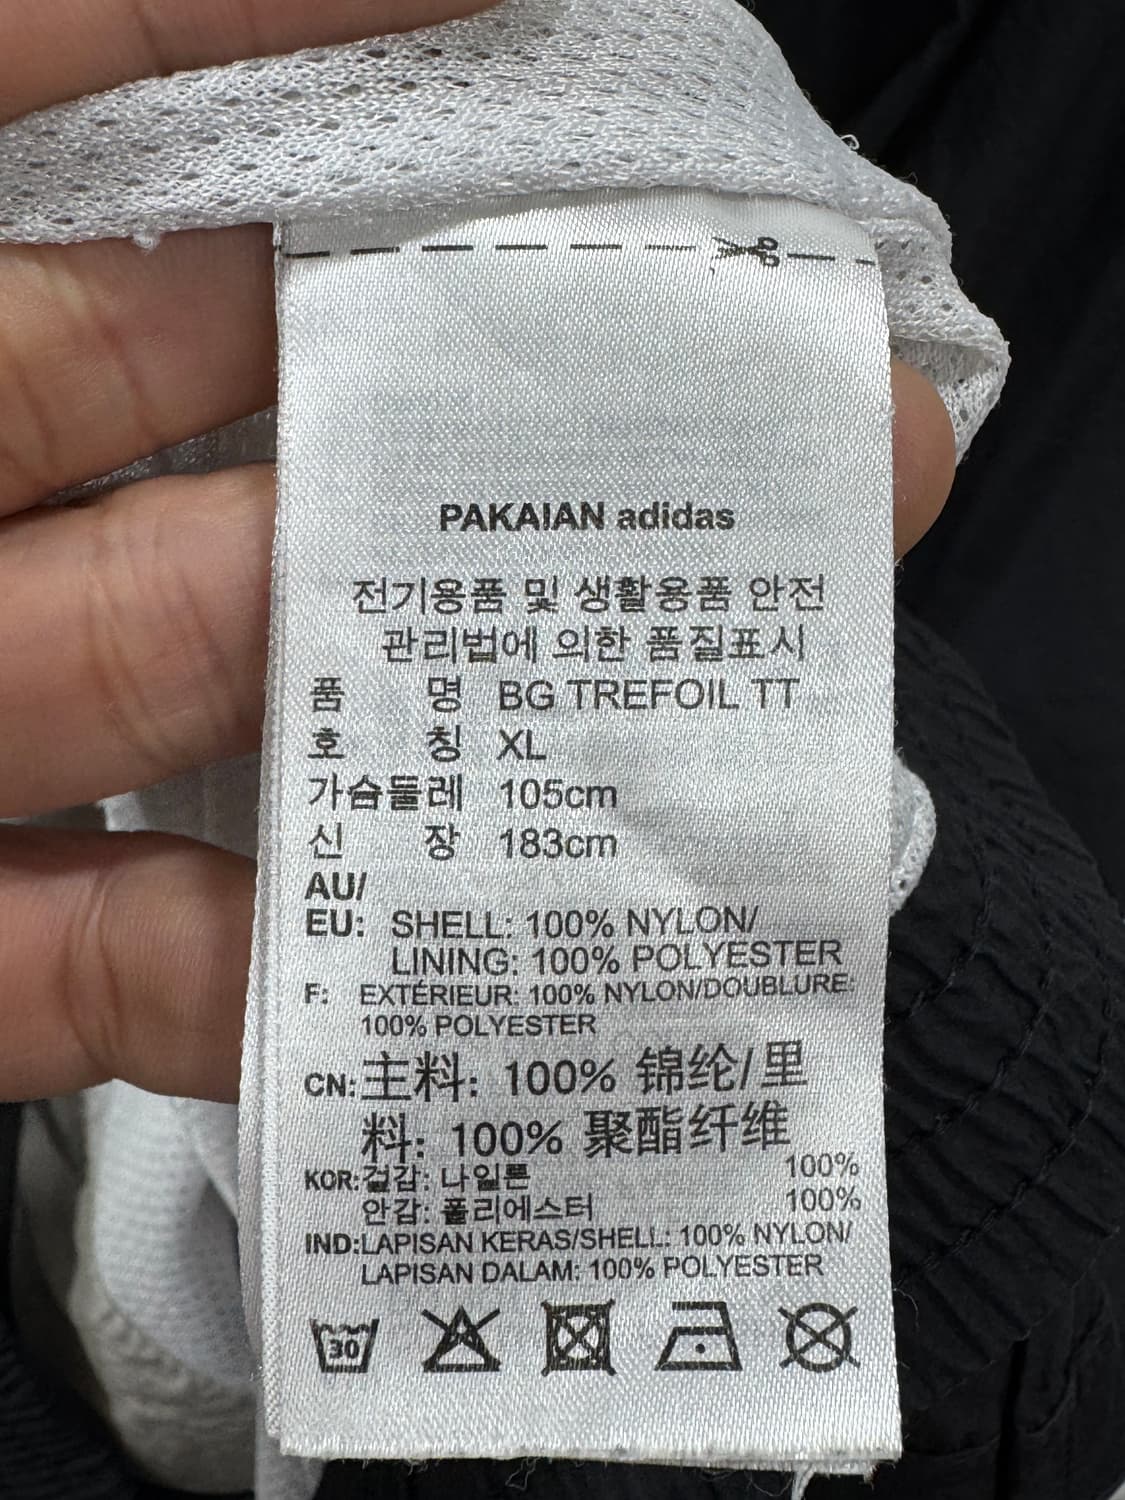 PAKAIAN adidas
전기용품 및 생활용품 안전
관리법에 의한 품질표시
품 명 BG TREFOIL TT
호 칭 XL
가슴둘레 105cm
신 장 183cm
AU/
EU: SHELL: 100% NYLON/
LINING: 100% POLYESTER
F: EXTÉRIEUR: 100% NYLON/DOUBLURE:
100% POLYESTER
CN: 主料: 100% 锦纶/里
料: 100% 聚酯纤维
KOR: 겉감: 나일론 100%
안감: 폴리에스터 100%
IND: LAPISAN KERAS/SHELL: 100% NYLON/
LAPISAN DALAM: 100% POLYESTER
30